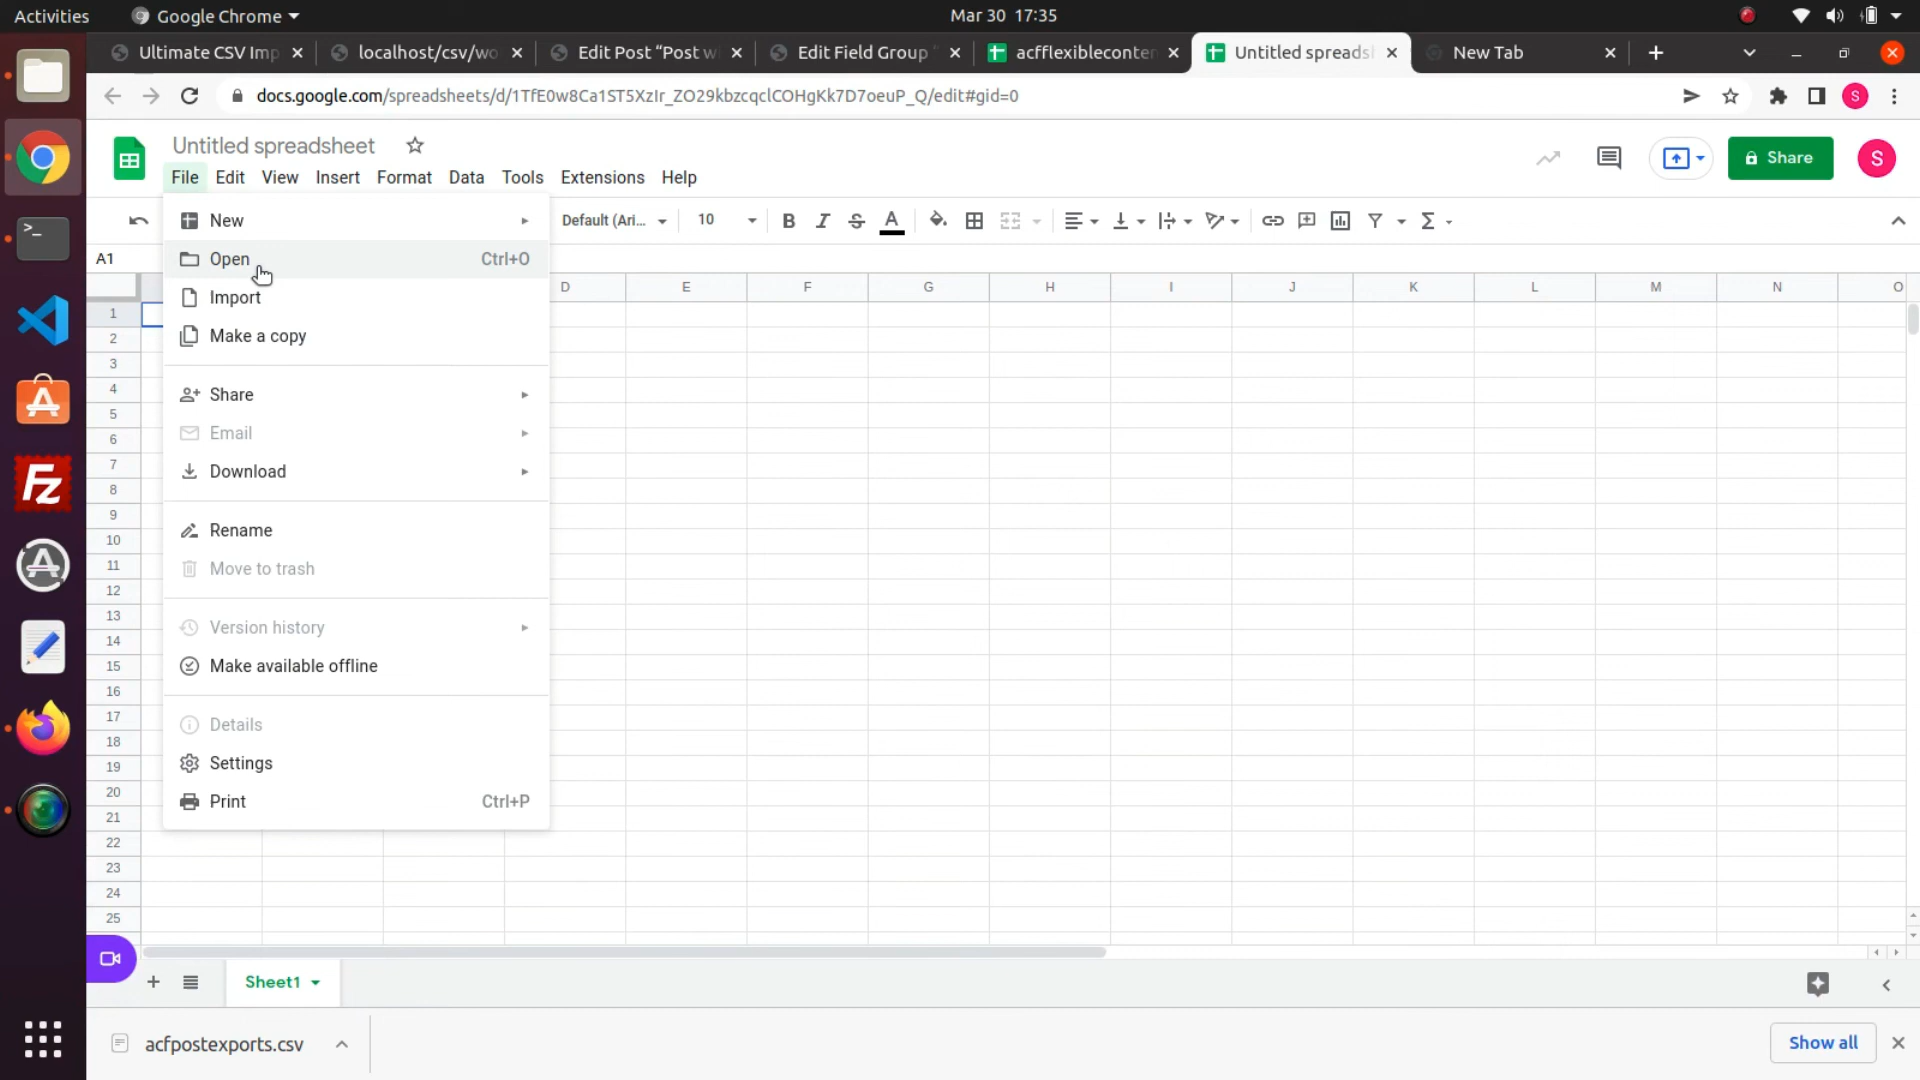 Activities Google Chrome Mar 30 17:35
Ultimate CSV Imp localhost/csv/wo Edit Post “Post w Edit Field Group acfflexibleconten Untitled spreads New Tab
docs.google.com/spreadsheets/d/1TfE0w8Ca1ST5XzIr_ZO29kbzcqclCOHgKk7D7oeuP_Q/edit#gid=0 S
Untitled spreadsheet
Share S
File Edit View Insert Format Data Tools Extensions Help
Default (Ari... 10
A1
D E F G H I J K L M N O
New
Open Ctrl+O
Import
Make a copy
Share
Email
Download
Rename
Move to trash
Version history
Make available offline
Details
Settings
Print Ctrl+P
1
2
3
4
5
6
7
8
9
10
11
12
13
14
15
16
17
18
19
20
21
22
23
24
25
Sheet1
acfpostexports.csv Show all